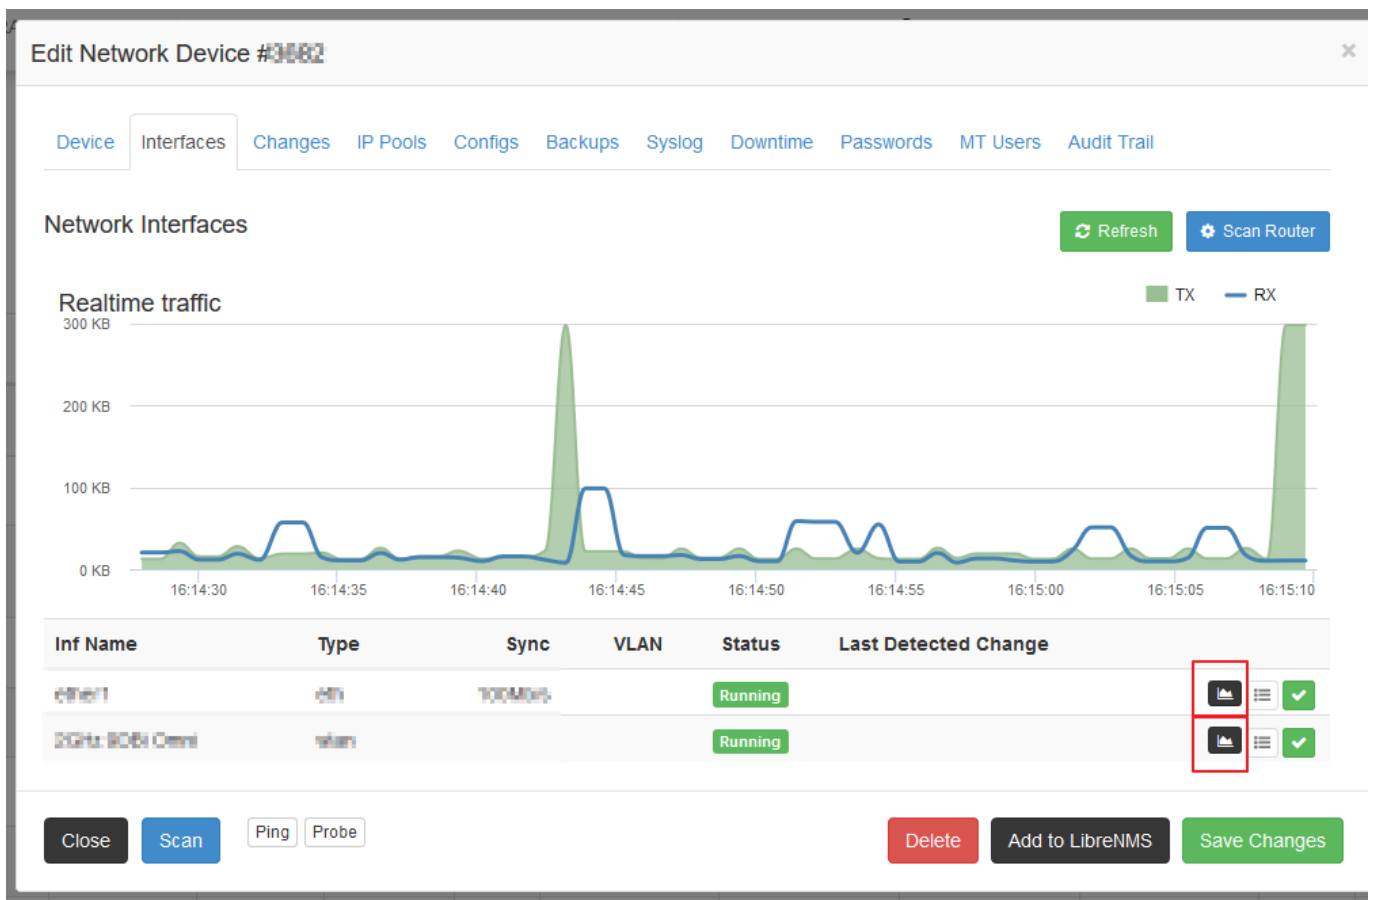 Edit Network Device #
×
Device Interfaces Changes IP Pools Configs Backups Syslog Downtime Passwords MT Users Audit Trail
Network Interfaces
Refresh Scan Router
Realtime traffic
TX RX
300 KB
200 KB
100 KB
0 KB
16:14:30 16:14:35 16:14:40 16:14:45 16:14:50 16:14:55 16:15:00 16:15:05 16:15:10
Inf Name Type Sync VLAN Status Last Detected Change
Running
Running
Close Scan Ping Probe Delete Add to LibreNMS Save Changes